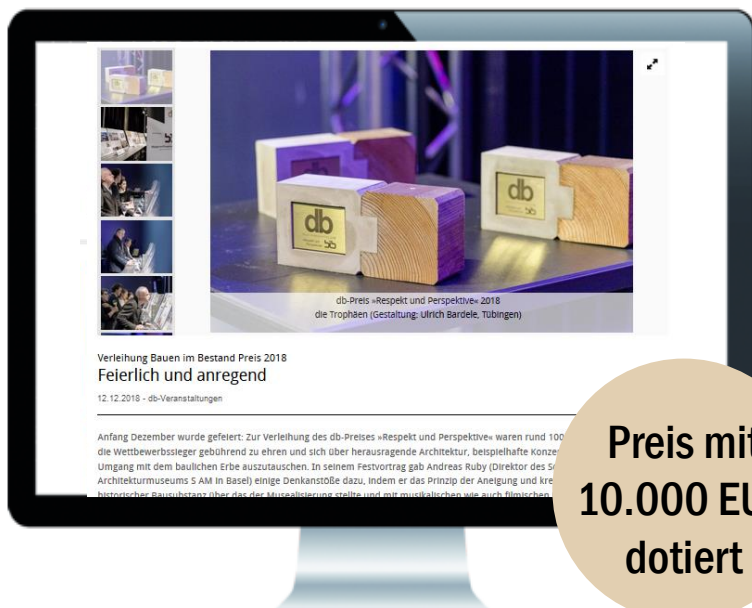 db
db
db-Preis »Respekt und Perspektive« 2018
die Trophäen (Gestaltung: Ulrich Bardele, Tübingen)
Verleihung Bauen im Bestand Preis 2018
Feierlich und anregend
12.12.2018 - db-Veranstaltungen
Anfang Dezember wurde gefeiert: Zur Verleihung des db-Preises »Respekt und Perspektive« waren rund 100
die Wettbewerbssieger gebührend zu ehren und sich über herausragende Architektur, beispielhafte Konze
Umgang mit dem baulichen Erbe auszutauschen. In seinem Festvortrag gab Andreas Ruby (Direktor des S
Architekturmuseums S AM in Basel) einige Denkanstöße dazu, indem er das Prinzip der Aneigung und kre
historischer Bausubstanz über das der Musealisierung stellte und mit musikalischen wie auch filmischen
Preis mit
10.000 EU
dotiert